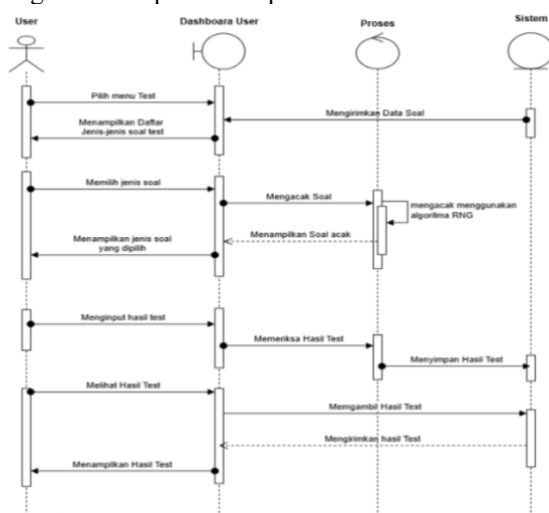 User
Dashboara User
Proses
Sistem
Pilih menu Test
Mengirimkan Data Soal
Menampilkan Daftar
Jenis-jenis soal test
Memilih jenis soal
Mengacak Soal
mengacak menggunakan
algoritma RNG
Menampilkan Soal acak
Menampilkan jenis soal
yang dipilih
Menginput hasil test
Memeriksa Hasil Test
Menyimpan Hasil Test
Melihat Hasil Test
Memgambil Hasil Test
Mengirimkan hasil Test
Menampilkan Hasil Test